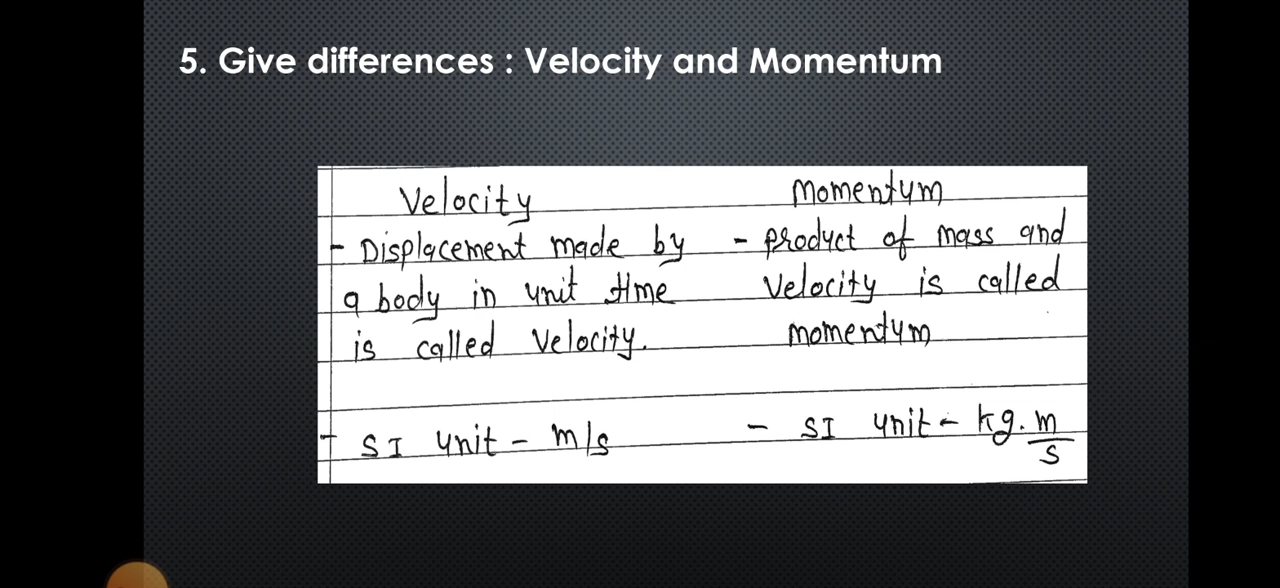 5. Give differences : Velocity and Momentum
Velocity momentum
- Displacement made by - product of mass and
a body in unit time velocity is called
is called velocity. momentum
- SI unit - m/s - SI unit - kg. m/s